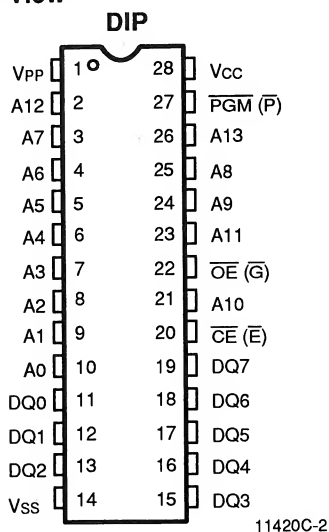 DIP
VPP 1 28 VCC
A12 2 27 PGM (P)
A7 3 26 A13
A6 4 25 A8
A5 5 24 A9
A4 6 23 A11
A3 7 22 OE (G)
A2 8 21 A10
A1 9 20 CE (E)
A0 10 19 DQ7
DQ0 11 18 DQ6
DQ1 12 17 DQ5
DQ2 13 16 DQ4
VSS 14 15 DQ3
11420C-2